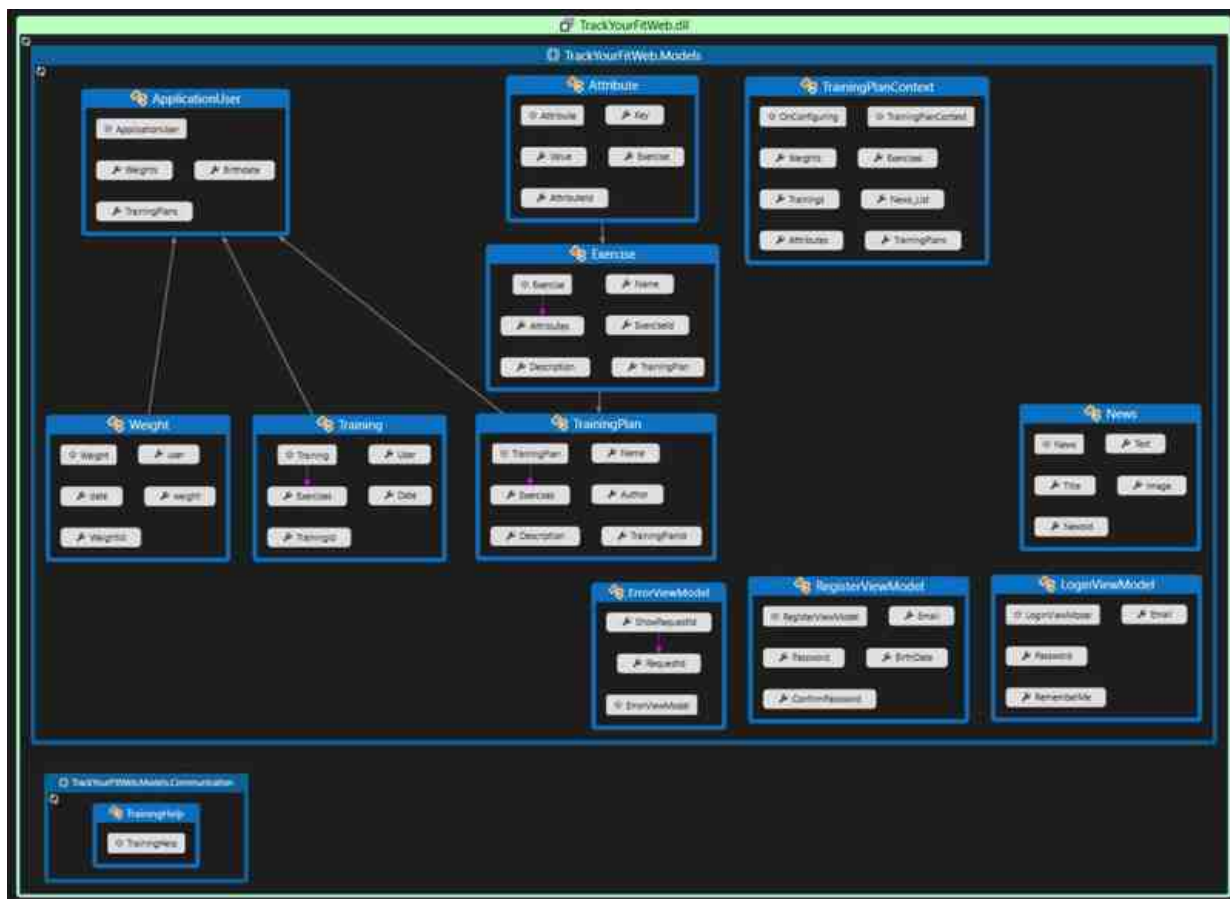 TrackYourFitWeb.dll
TrackYourFitWeb.Models
ApplicationUser
ApplicationUser
Weights
Birthdate
TrainingPlans
Attribute
Attribute
Key
Value
Exercise
AttributeId
TrainingPlanContext
OnConfiguring
TrainingPlanContext
Weights
Exercises
Trainings
News_List
Attributes
TrainingPlans
Exercise
Exercise
Name
Attributes
ExerciseId
Description
TrainingPlan
Weight
Weight
user
date
weight
WeightId
Training
Training
User
Exercises
Date
TrainingId
TrainingPlan
TrainingPlan
Name
Exercises
Author
Description
TrainingPlanId
News
News
Text
Title
Image
NewsId
ErrorViewModel
ShowRequestId
RequestId
ErrorViewModel
RegisterViewModel
RegisterViewModel
Email
Password
BirthDate
ConfirmPassword
LoginViewModel
LoginViewModel
Email
Password
RememberMe
TrackYourFitWeb.Models.Communication
TrainingHelp
TrainingHelp